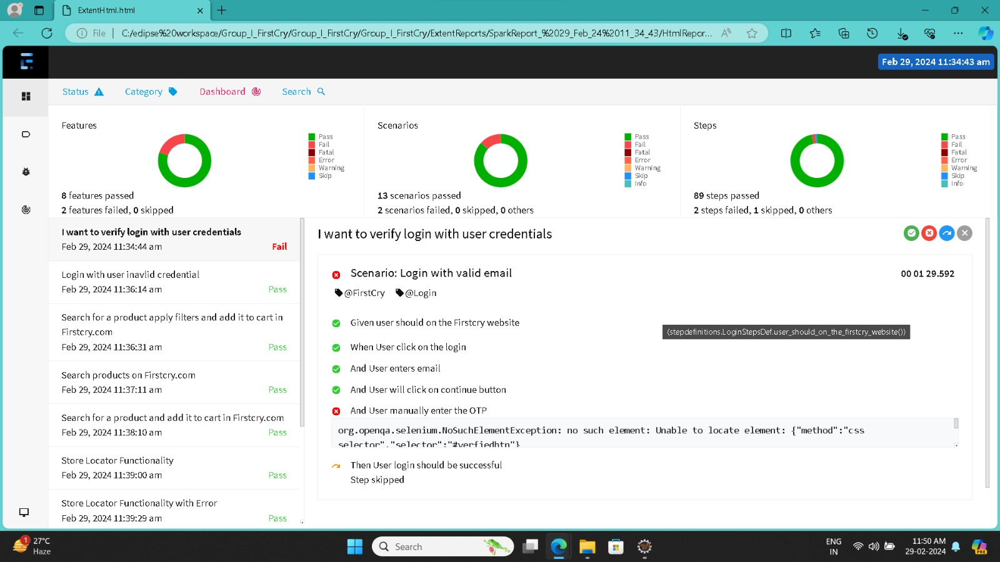 ExtentHtml.html
File
C:/edipse%20workspace/Group_I_FirstCry/Group_I_FirstCry/Group_I_FirstCry/ExtentReports/SparkReport_%2029_Feb_24%2011_34_43/HtmlRepor...
Feb 29, 2024 11:34:43 am
Status
Category
Dashboard
Search
Features
Pass
Fail
Fatal
Error
Warning
Skip
8 features passed
2 features failed, 0 skipped
Scenarios
Pass
Fail
Fatal
Error
Warning
Skip
Info
13 scenarios passed
2 scenarios failed, 0 skipped, 0 others
Steps
Pass
Fail
Fatal
Error
Warning
Skip
Info
89 steps passed
2 steps failed, 1 skipped, 0 others
I want to verify login with user credentials
Feb 29, 2024 11:34:44 am Fail
Login with user inavlid credential
Feb 29, 2024 11:36:14 am Pass
Search for a product apply filters and add it to cart in
Firstcry.com
Feb 29, 2024 11:36:31 am Pass
Search products on Firstcry.com
Feb 29, 2024 11:37:11 am Pass
Search for a product and add it to cart in Firstcry.com
Feb 29, 2024 11:38:10 am Pass
Store Locator Functionality
Feb 29, 2024 11:39:00 am Pass
Store Locator Functionality with Error
Feb 29, 2024 11:39:29 am Pass
I want to verify login with user credentials
Scenario: Login with valid email 00 01 29.592
@FirstCry @Login
Given user should on the Firstcry website
(stepdefinitions.LoginStepsDef.user_should_on_the_firstcry_website())
When User click on the login
And User enters email
And User will click on continue button
And User manually enter the OTP
org.openqa.selenium.NoSuchElementException: no such element: Unable to locate element: {"method":"css
selector","selector":"#verfiedbtn"}
Then User login should be successful
Step skipped
1
27°C
Haze
Search
ENG
IN
11:50 AM
29-02-2024
PRE